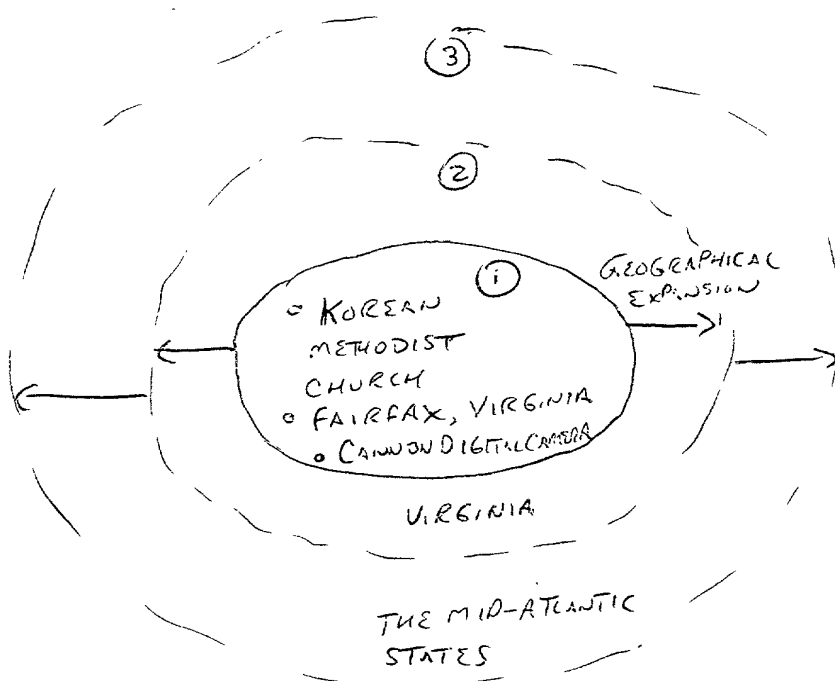 3
2
1
GEOGRAPHICAL
EXPANSION
KOREAN
METHODIST
CHURCH
FAIRFAX, VIRGINIA
CANNON DIGITAL CAMERA
VIRGINIA
THE MID-ATLANTIC
STATES